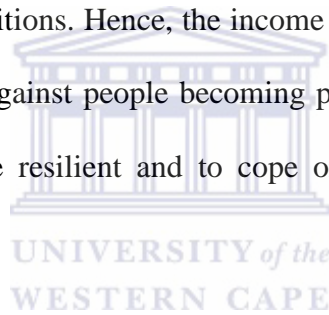 itions. Hence, the income
gainst people becoming p
e resilient and to cope o
UNIVERSITY of the
WESTERN CAPE